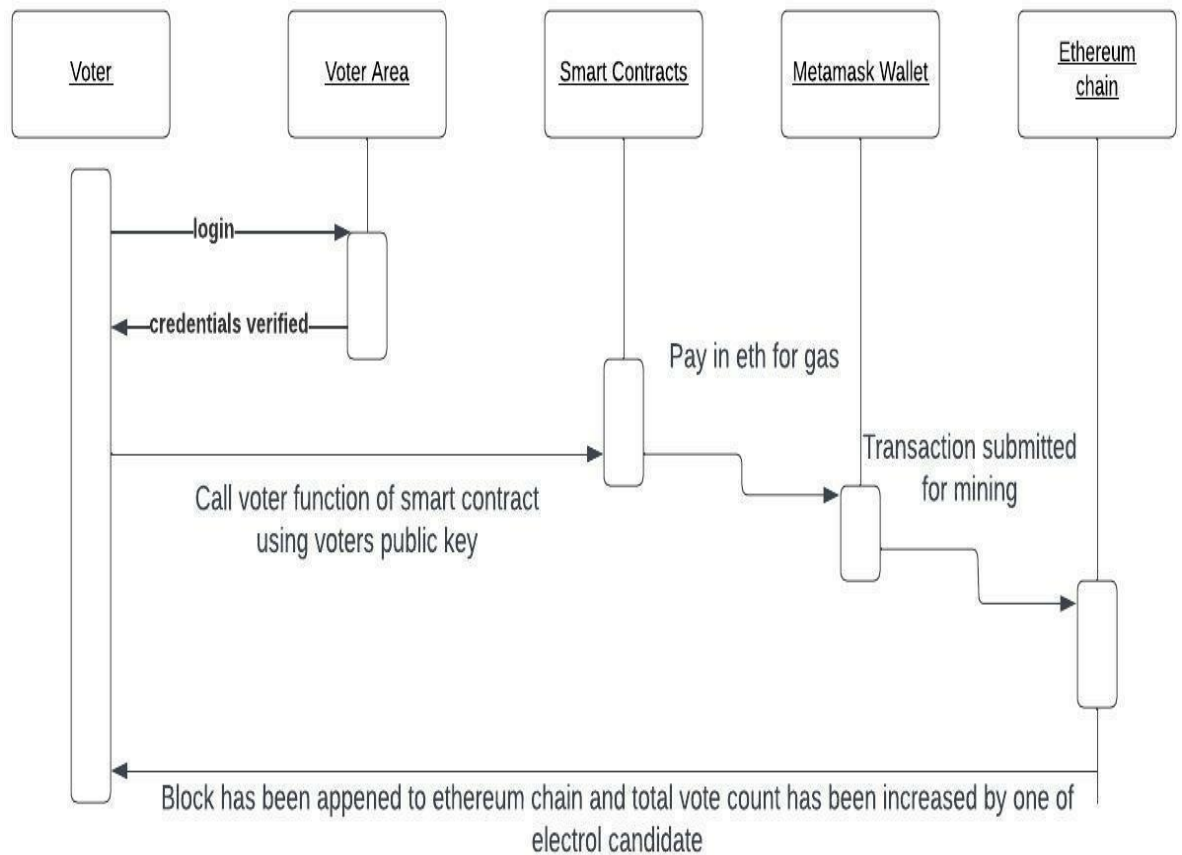 Voter
Voter Area
Smart Contracts
Metamask Wallet
Ethereum
chain
login
credentials verified
Pay in eth for gas
Transaction submitted
for mining
Call voter function of smart contract
using voters public key
Block has been appened to ethereum chain and total vote count has been increased by one of
electrol candidate